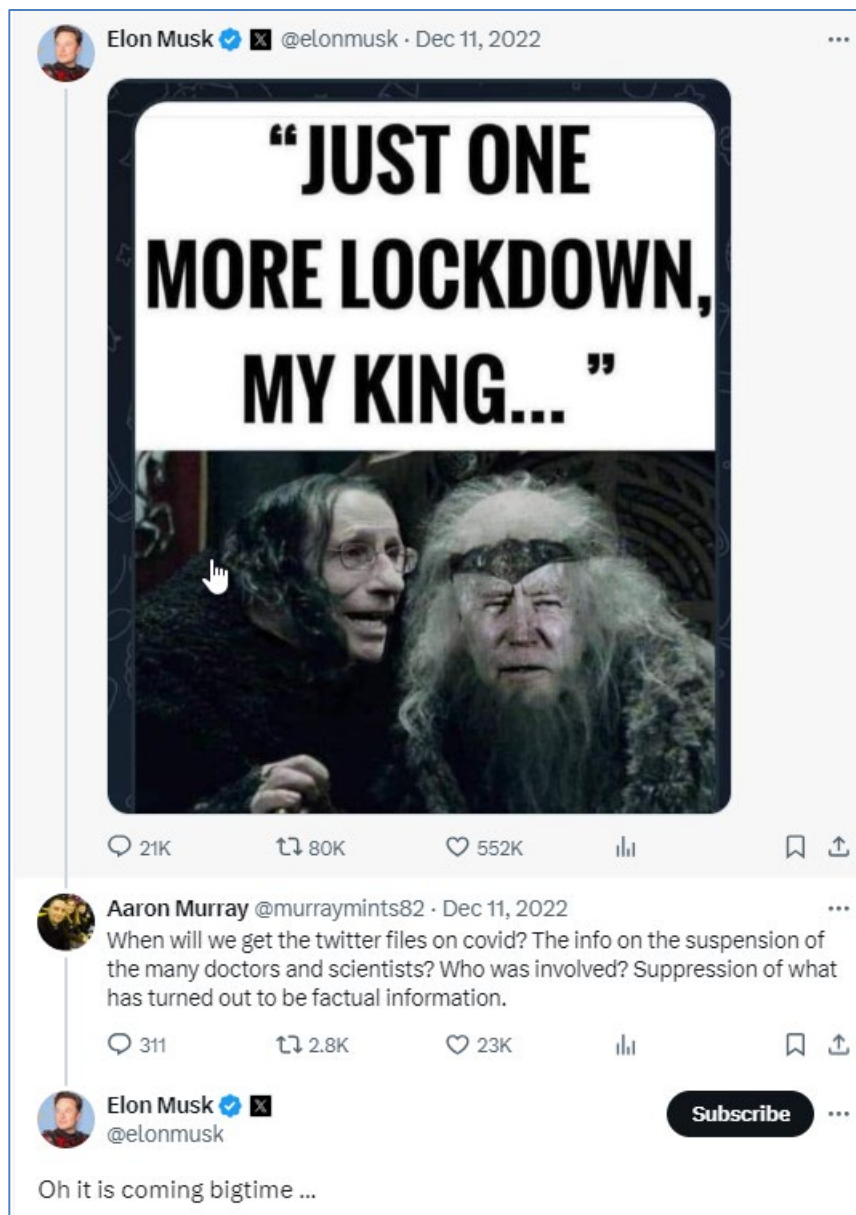 Elon Musk @elonmusk · Dec 11, 2022
“JUST ONE
MORE LOCKDOWN,
MY KING... ”
21K 80K 552K
Aaron Murray @murraymints82 · Dec 11, 2022
When will we get the twitter files on covid? The info on the suspension of
the many doctors and scientists? Who was involved? Suppression of what
has turned out to be factual information.
311 2.8K 23K
Elon Musk
@elonmusk
Subscribe
Oh it is coming bigtime ...